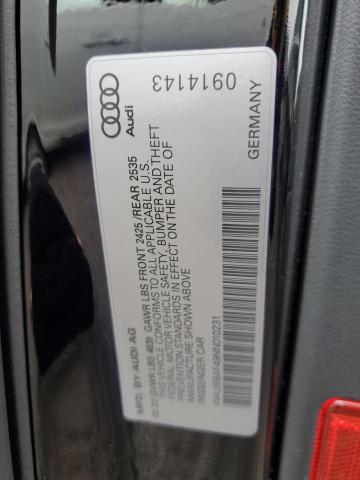 Audi
0914143
GERMANY
MFD. BY AUDI AG
GVWR LBS 4839 GAWR LBS FRONT 2425/REAR 2535
THIS VEHICLE CONFORMS TO ALL APPLICABLE U.S.
FEDERAL MOTOR VEHICLE SAFETY, BUMPER AND THEFT
PREVENTION STANDARDS IN EFFECT ON THE DATE OF
MANUFACTURE SHOWN ABOVE
PASSENGER CAR